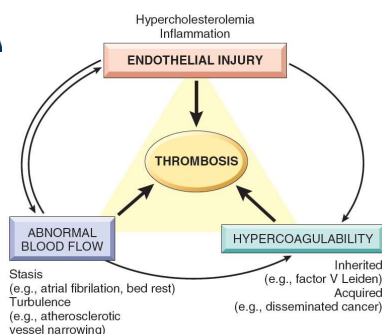 Hypercholesterolemia
Inflammation
ENDOTHELIAL INJURY
THROMBOSIS
ABNORMAL
BLOOD FLOW
Stasis
(e.g., atrial fibrilation, bed rest)
Turbulence
(e.g., atherosclerotic
vessel narrowing)
HYPERCOAGULABILITY
Inherited
(e.g., factor V Leiden)
Acquired
(e.g., disseminated cancer)